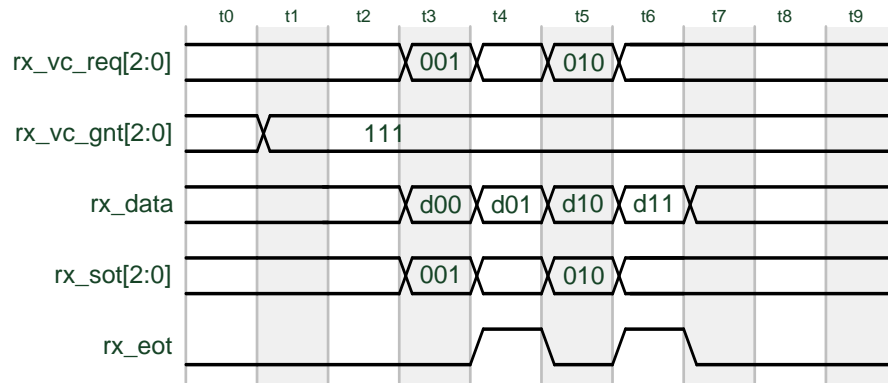 t0 t1 t2 t3 t4 t5 t6 t7 t8 t9
rx_vc_req[2:0] 001 010
rx_vc_gnt[2:0] 111
rx_data d00 d01 d10 d11
rx_sot[2:0] 001 010
rx_eot